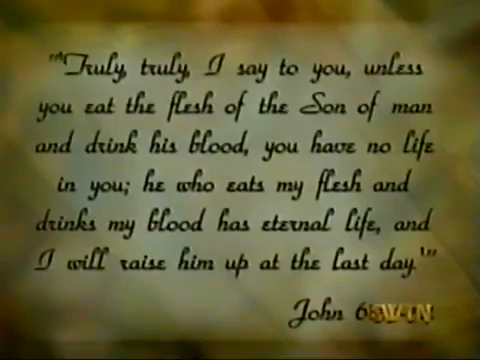 "'Truly, truly, I say to you, unless
you eat the flesh of the Son of man
and drink his blood, you have no life
in you; he who eats my flesh and
drinks my blood has eternal life, and
I will raise him up at the last day.'"
John 6
EWTN